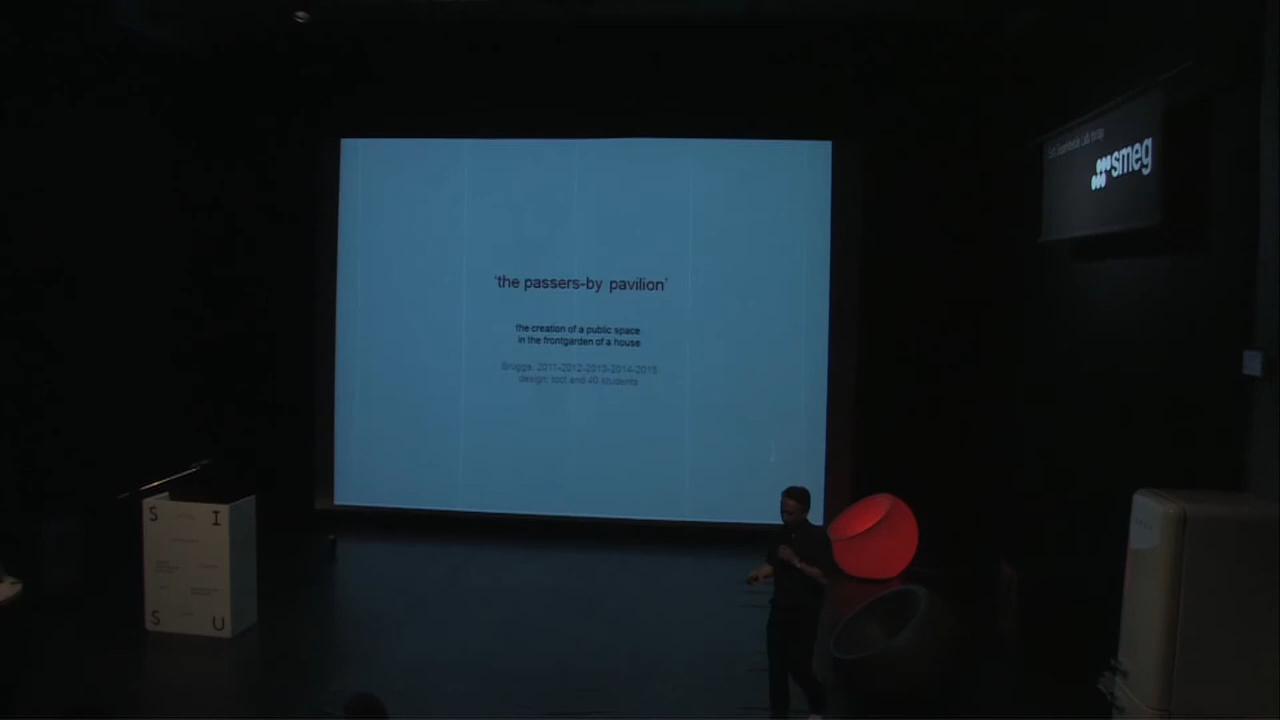 'the passers-by pavilion'
the creation of a public space
in the frontgarden of a house
Brugge: 2011-2012-2013-2014-2015
design: toct and 40 students
smeg
S I
S U